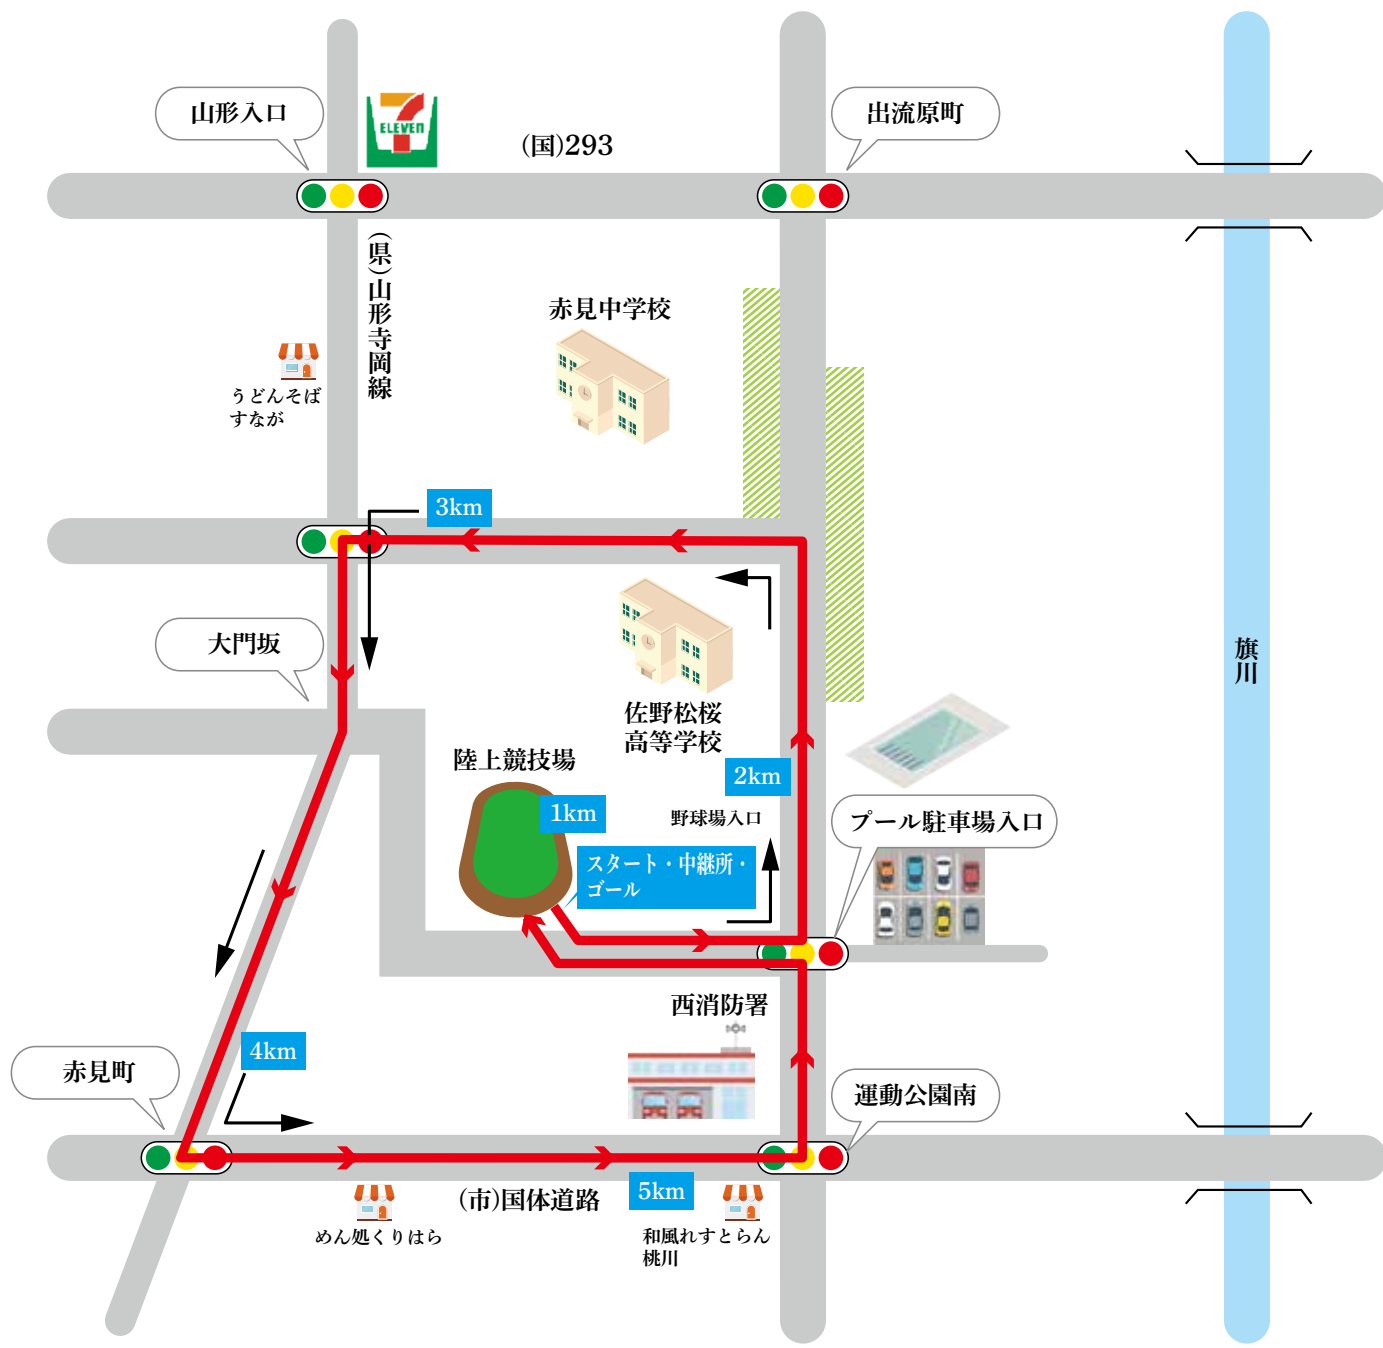 山形入口
ELEVEN
(国)293
出流原町
(県)山形寺岡線
赤見中学校
うどんそば
すなが
3km
大門坂
佐野松桜
高等学校
旗川
陸上競技場
2km
1km
野球場入口
プール駐車場入口
スタート・中継所・
ゴール
西消防署
4km
赤見町
運動公園南
5km
(市)国体道路
めん処くりはら
和風れすとらん
桃川